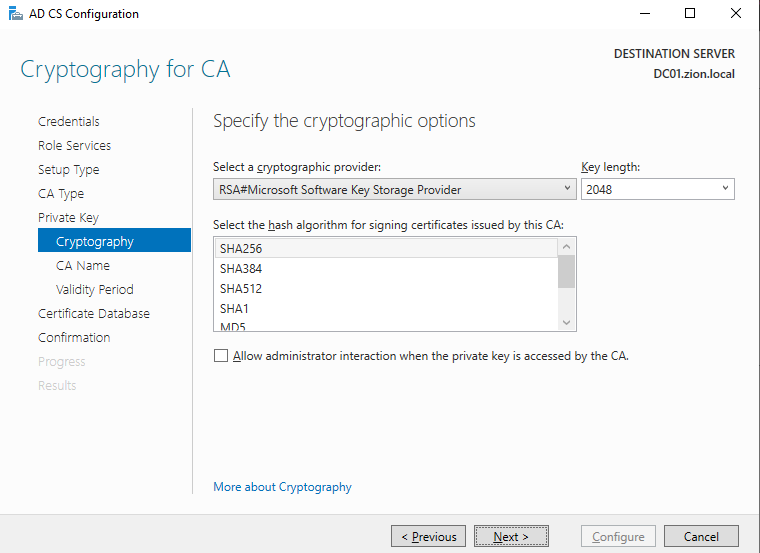 AD CS Configuration
Cryptography for CA
DESTINATION SERVER
DC01.zion.local
Credentials
Role Services
Setup Type
CA Type
Private Key
Cryptography
CA Name
Validity Period
Certificate Database
Confirmation
Progress
Results
Specify the cryptographic options
Select a cryptographic provider:
Key length:
RSA#Microsoft Software Key Storage Provider
2048
Select the hash algorithm for signing certificates issued by this CA:
SHA256
SHA384
SHA512
SHA1
MD5
Allow administrator interaction when the private key is accessed by the CA.
More about Cryptography
< Previous
Next >
Configure
Cancel